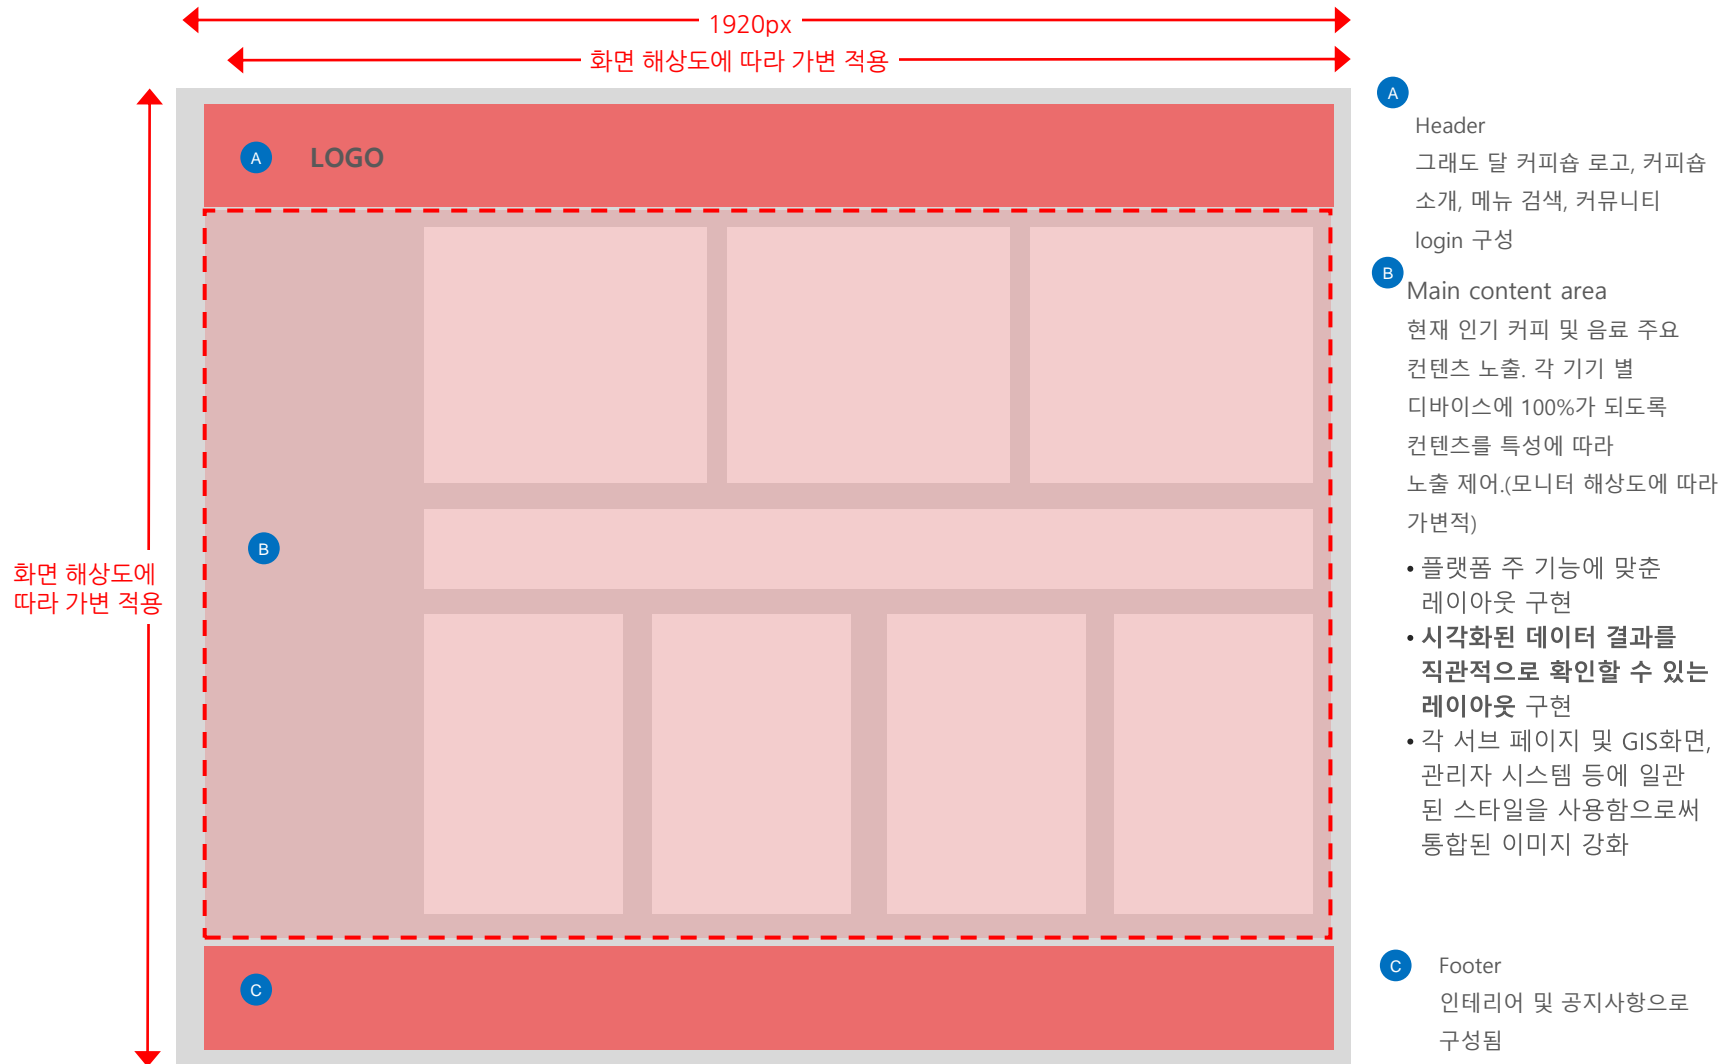 1920px
화면 해상도에 따라 가변 적용
화면 해상도에
따라 가변 적용
A
LOGO
B
C
A
Header
그래도 달 커피숍 로고, 커피숍
소개, 메뉴 검색, 커뮤니티
login 구성
B
Main content area
현재 인기 커피 및 음료 주요
컨텐츠 노출. 각 기기 별
디바이스에 100%가 되도록
컨텐츠를 특성에 따라
노출 제어.(모니터 해상도에 따라
가변적)
• 플랫폼 주 기능에 맞춘
레이아웃 구현
• 시각화된 데이터 결과를
직관적으로 확인할 수 있는
레이아웃 구현
• 각 서브 페이지 및 GIS화면,
관리자 시스템 등에 일관
된 스타일을 사용함으로써
통합된 이미지 강화
C
Footer
인테리어 및 공지사항으로
구성됨